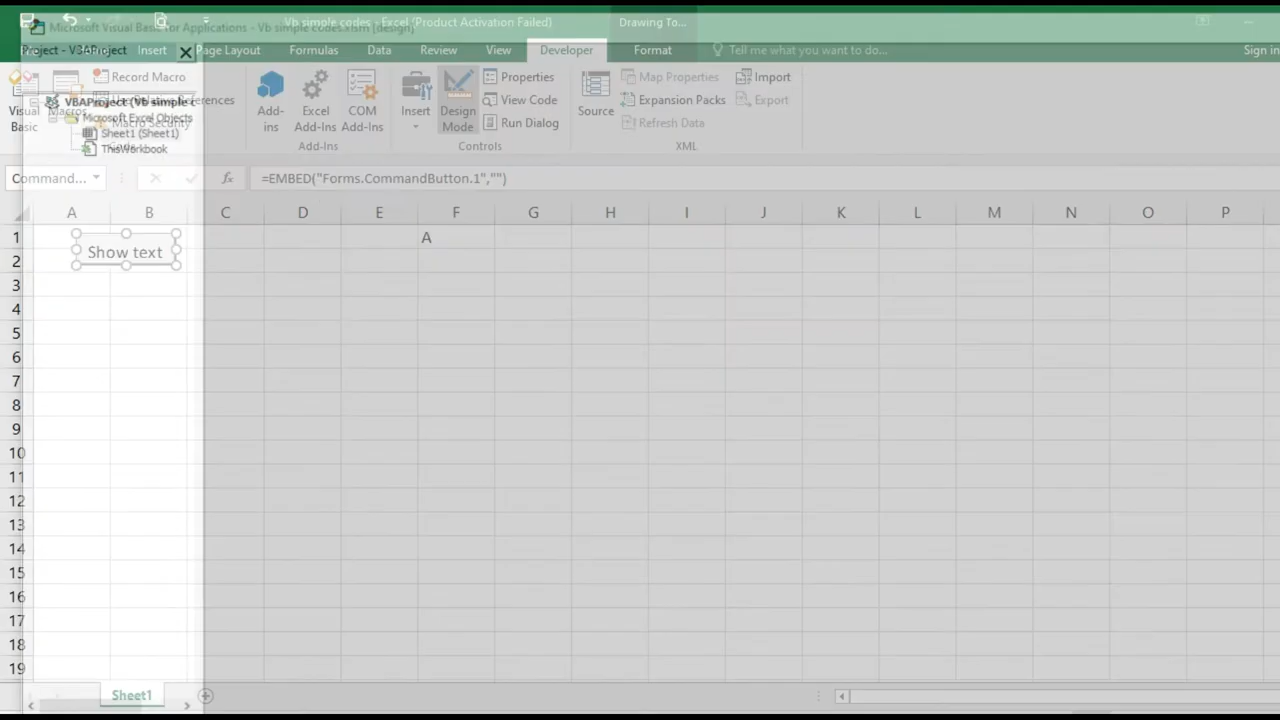 Vb simple codes - Excel (Product Activation Failed)
Drawing To...
Microsoft Visual Basic for Applications - Vb simple codes.xlsm [design]
Project - VBAProject
Insert
Page Layout
Formulas
Data
Review
View
Developer
Format
Tell me what you want to do...
Sign in
Visual Basic
Macros
Record Macro
Macro Security
VBAProject (Vb simple c
Microsoft Excel Objects
Sheet1 (Sheet1)
ThisWorkbook
Add-ins
Excel Add-Ins
COM Add-Ins
Add-Ins
Insert
Design Mode
Properties
View Code
Run Dialog
Controls
Source
Map Properties
Expansion Packs
Refresh Data
Import
Export
XML
Command...
fx
=EMBED("Forms.CommandButton.1","")
A B C D E F G H I J K L M N O P
1 A
Show text
2
3
4
5
6
7
8
9
10
11
12
13
14
15
16
17
18
19
Sheet1